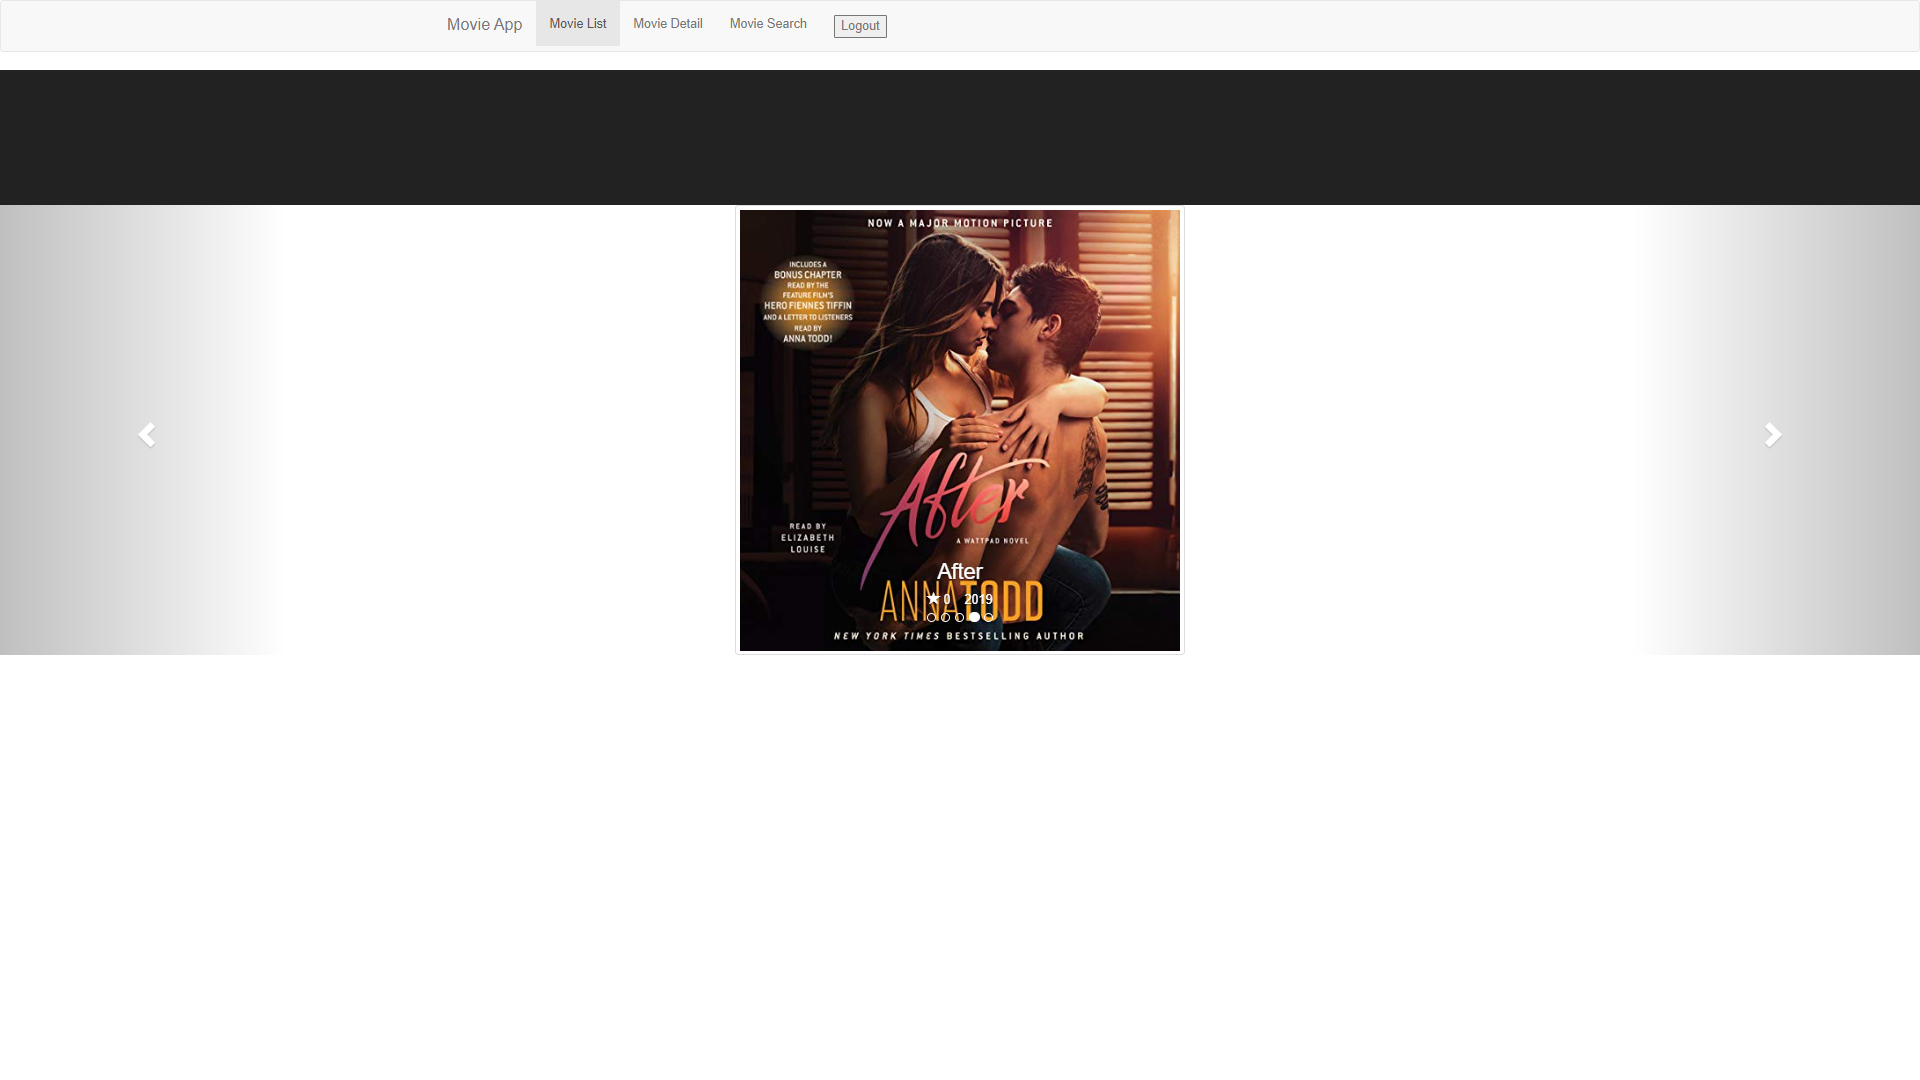 Movie App
Movie List
Movie Detail
Movie Search
Logout
NOW A MAJOR MOTION PICTURE
INCLUDES A
BONUS CHAPTER
READ BY THE
FEATURE FILM'S
HERO FIENNES TIFFIN
AND A LETTER TO LISTENERS
READ BY
ANNA TODD!
After
READ BY
ELIZABETH
LOUISE
A WATTPAD NOVEL
After
ANNA TODD
0 2019
NEW YORK TIMES BESTSELLING AUTHOR